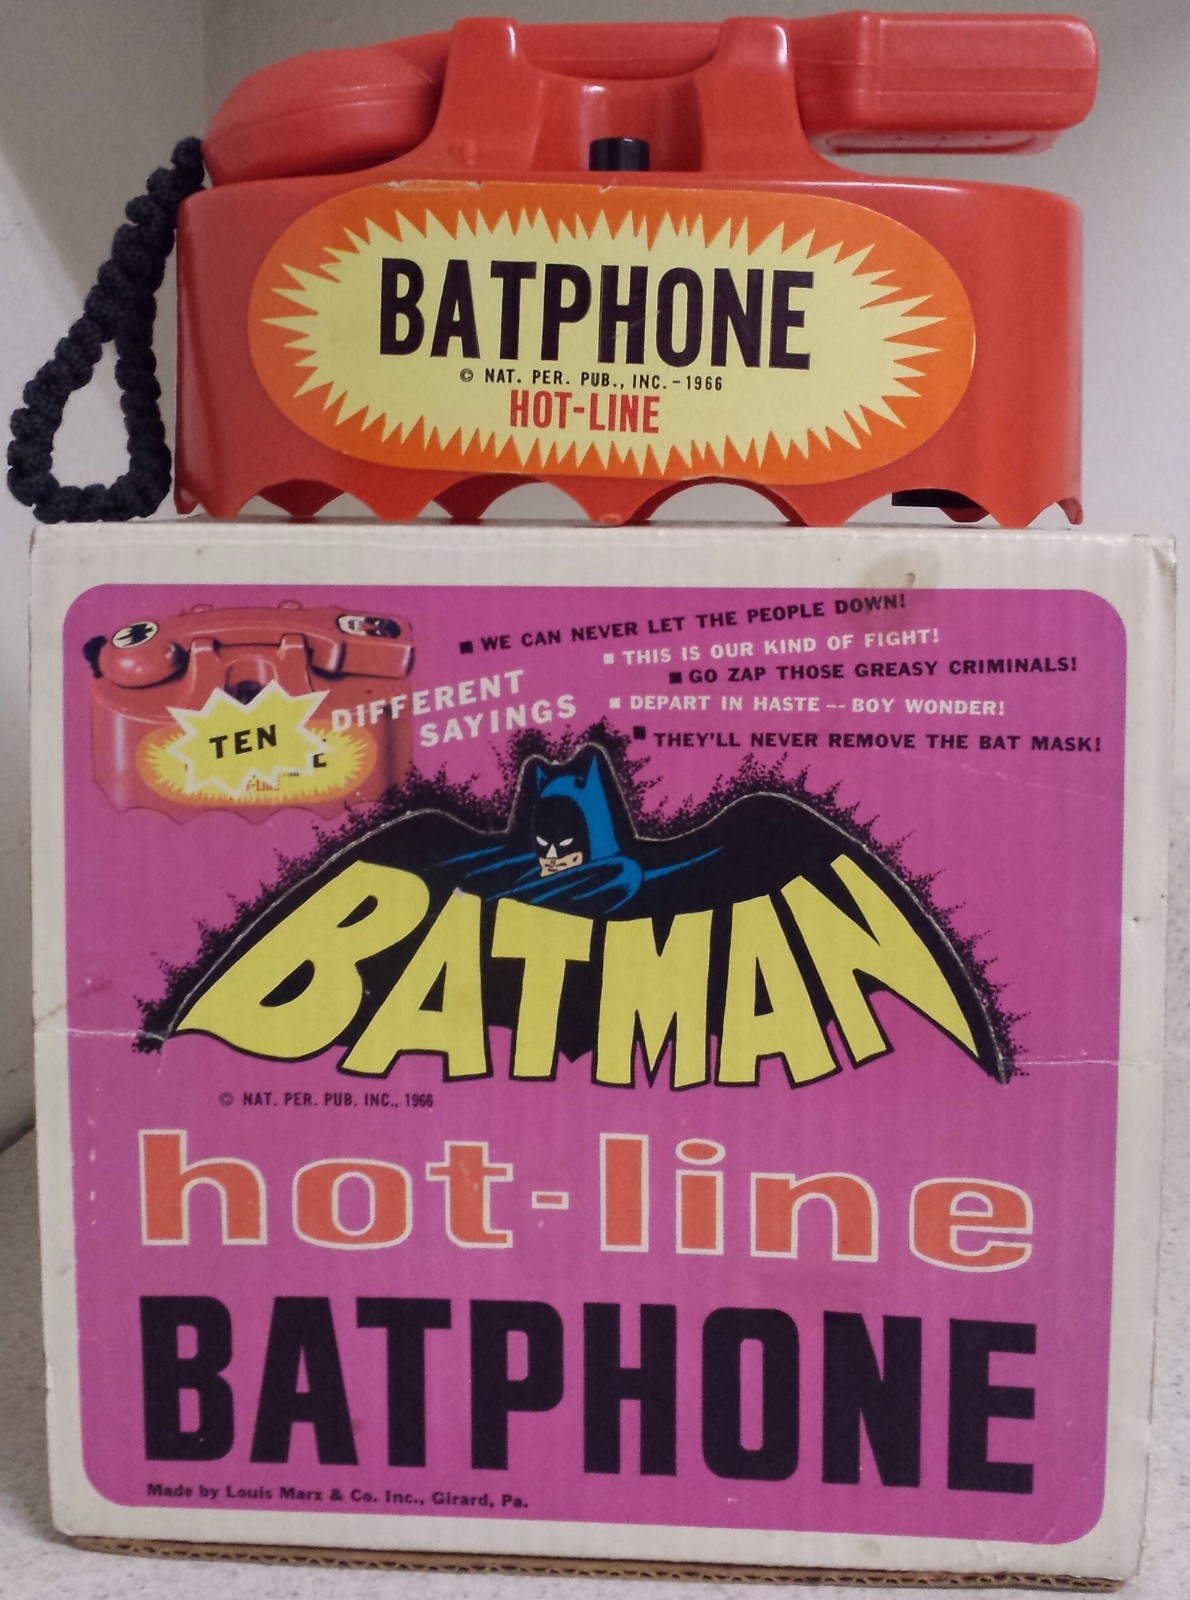 BATPHONE
© NAT. PER. PUB., INC. - 1966
HOT-LINE
TEN
DIFFERENT
SAYINGS
■ WE CAN NEVER LET THE PEOPLE DOWN!
■ THIS IS OUR KIND OF FIGHT!
■ GO ZAP THOSE GREASY CRIMINALS!
■ DEPART IN HASTE -- BOY WONDER!
■ THEY'LL NEVER REMOVE THE BAT MASK!
BATMAN
© NAT. PER. PUB. INC., 1966
hot-line
BATPHONE
Made by Louis Marx & Co. Inc., Girard, Pa.